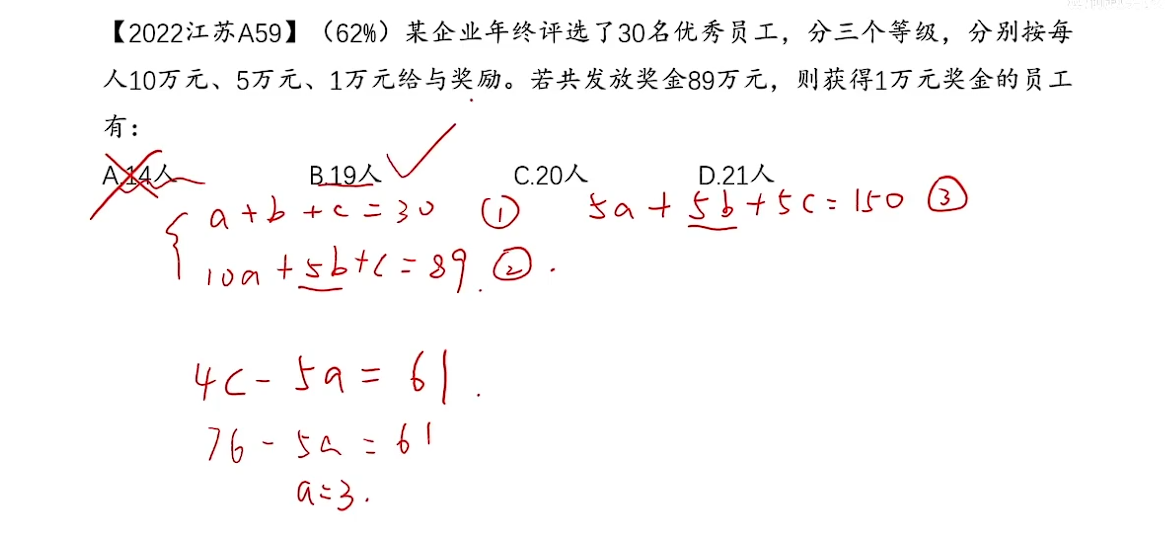 【2022江苏A59】（62%）某企业年终评选了30名优秀员工，分三个等级，分别按每
人10万元、5万元、1万元给与奖励。若共发放奖金89万元，则获得1万元奖金的员工
有：
A.14人 B.19人 C.20人 D.21人
a+b+c=30 ① 5a+5b+5c=150 ③
10a+5b+c=89. ②.
4c-5a=61.
76-5a=61
a=3.